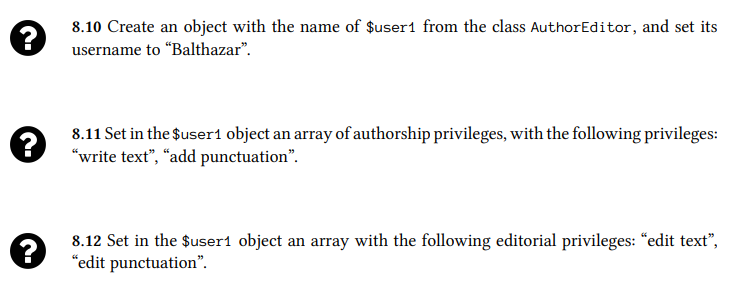 8.10 Create an object with the name of $user1 from the class AuthorEditor, and set its
username to “Balthazar”.
8.11 Set in the $user1 object an array of authorship privileges, with the following privileges:
“write text”, “add punctuation”.
8.12 Set in the $user1 object an array with the following editorial privileges: “edit text”,
“edit punctuation”.